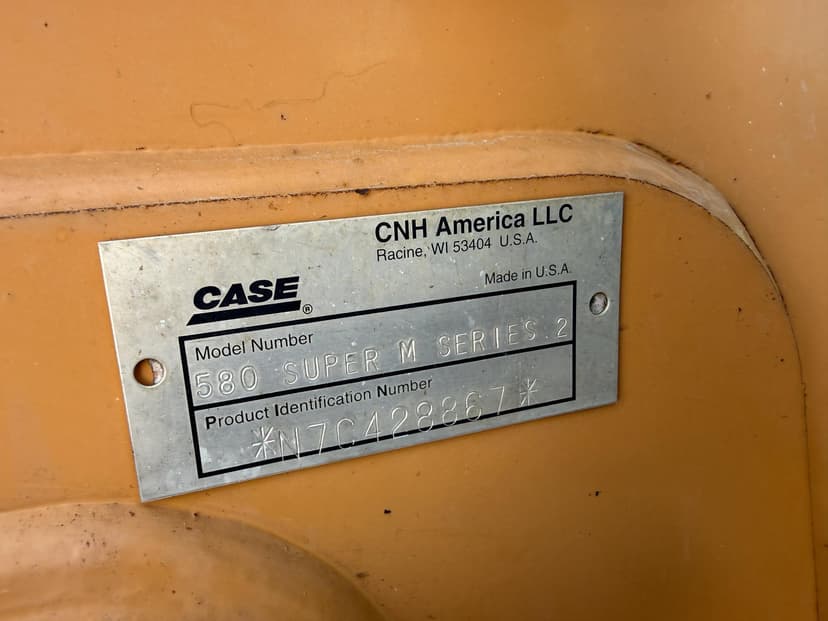 CNH America LLC
Racine, WI 53404 U.S.A.
Made in U.S.A.
CASE®
Model Number
580 SUPER M SERIES.2
Product Identification Number
*N7C428867*